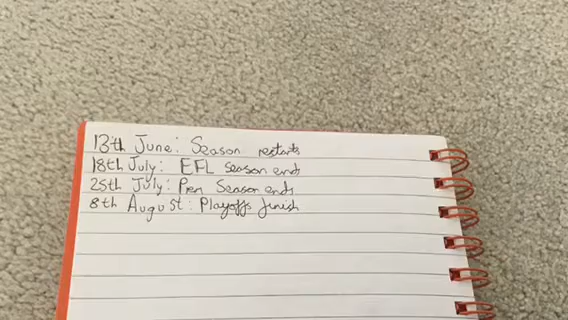 13th June: Season restarts
18th July: EFL season ends
25th July: Prem Season ends
8th August: Playoffs finish